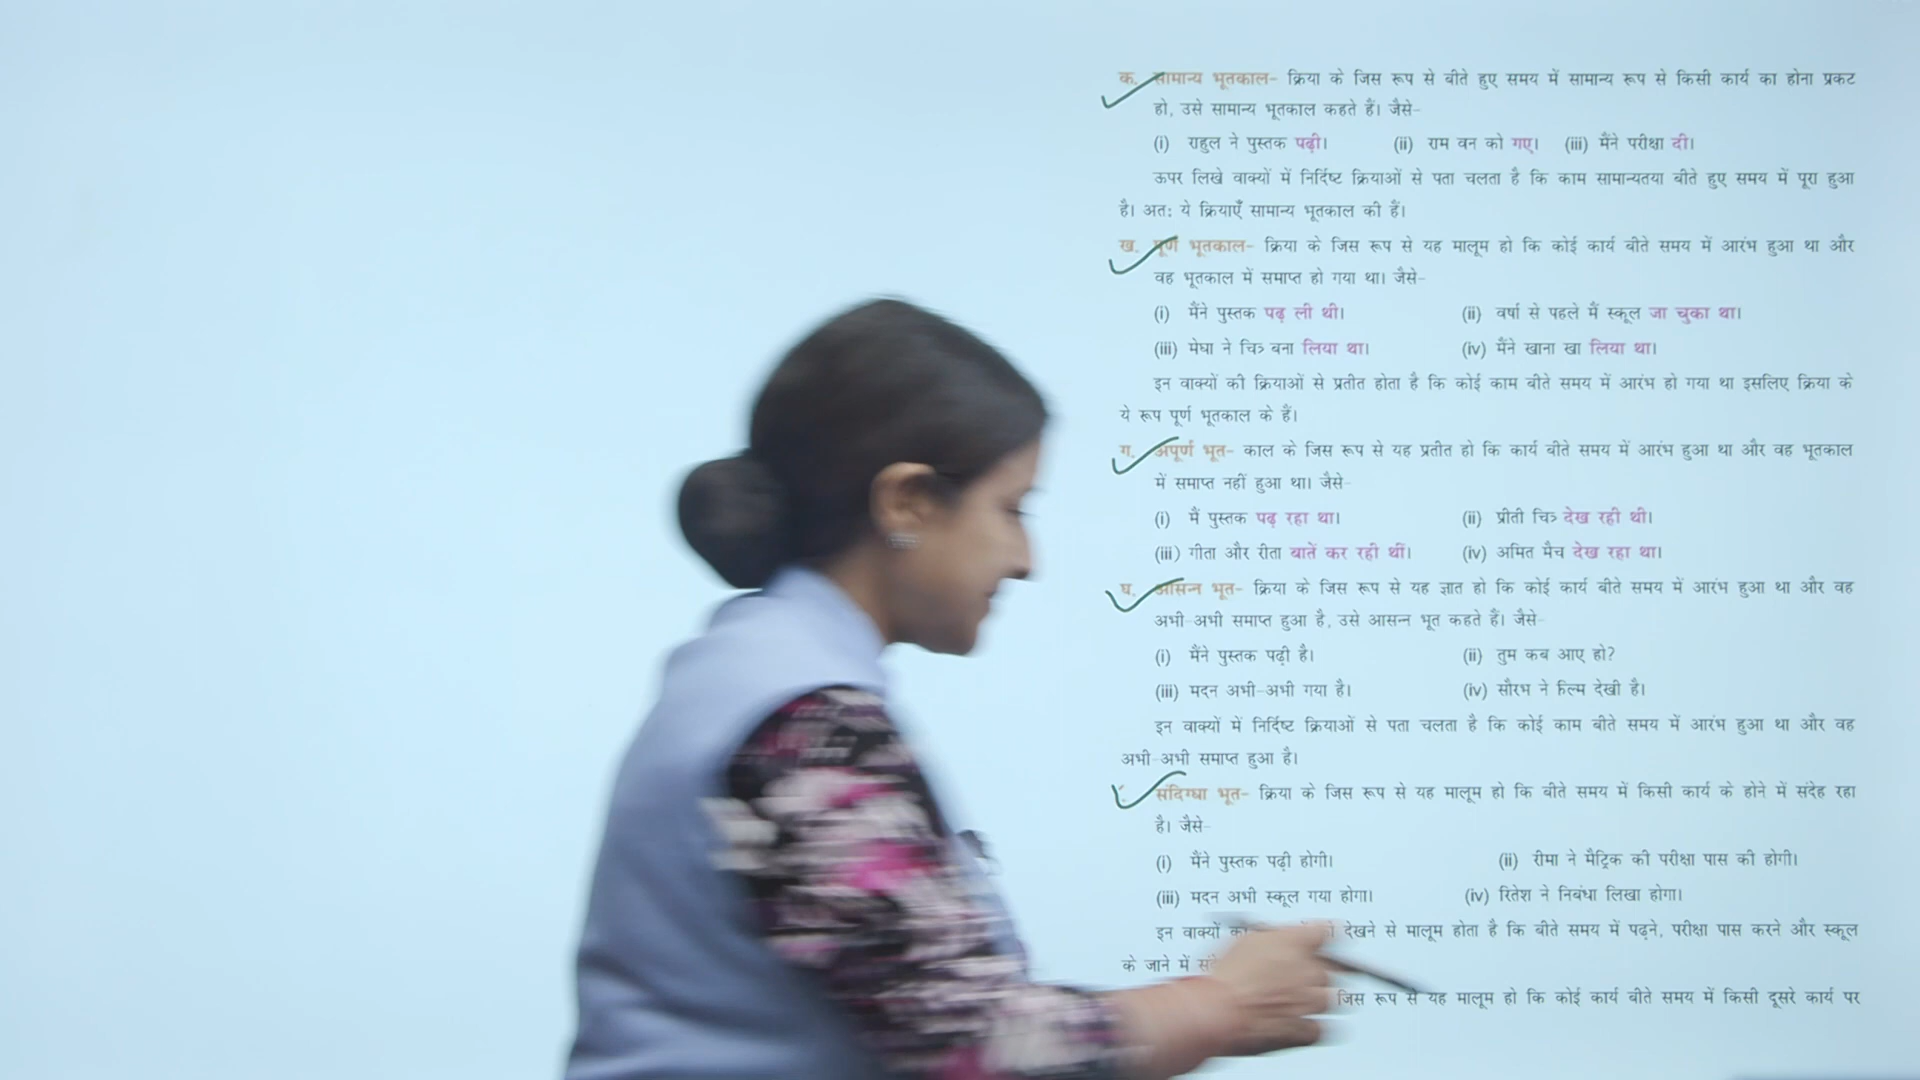 क. सामान्य भूतकाल- क्रिया के जिस रूप से बीते हुए समय में सामान्य रूप से किसी कार्य का होना प्रकट
हो, उसे सामान्य भूतकाल कहते हैं। जैसे-
(i) राहुल ने पुस्तक पढ़ी। (ii) राम वन को गए। (iii) मैंने परीक्षा दी।
ऊपर लिखे वाक्यों में निर्दिष्ट क्रियाओं से पता चलता है कि काम सामान्यतया बीते हुए समय में पूरा हुआ
है। अतः ये क्रियाएँ सामान्य भूतकाल की हैं।
ख. पूर्ण भूतकाल- क्रिया के जिस रूप से यह मालूम हो कि कोई कार्य बीते समय में आरंभ हुआ था और
वह भूतकाल में समाप्त हो गया था। जैसे-
(i) मैंने पुस्तक पढ़ ली थी। (ii) वर्षा से पहले मैं स्कूल जा चुका था।
(iii) मेघा ने चित्र बना लिया था। (iv) मैंने खाना खा लिया था।
इन वाक्यों की क्रियाओं से प्रतीत होता है कि कोई काम बीते समय में आरंभ हो गया था इसलिए क्रिया के
ये रूप पूर्ण भूतकाल के हैं।
ग. अपूर्ण भूत- काल के जिस रूप से यह प्रतीत हो कि कार्य बीते समय में आरंभ हुआ था और वह भूतकाल
में समाप्त नहीं हुआ था। जैसे-
(i) मैं पुस्तक पढ़ रहा था। (ii) प्रीती चित्र देख रही थी।
(iii) गीता और रीता बातें कर रही थीं। (iv) अमित मैच देख रहा था।
घ. आसन्न भूत- क्रिया के जिस रूप से यह ज्ञात हो कि कोई कार्य बीते समय में आरंभ हुआ था और वह
अभी-अभी समाप्त हुआ है, उसे आसन्न भूत कहते हैं। जैसे-
(i) मैंने पुस्तक पढ़ी है। (ii) तुम कब आए हो?
(iii) मदन अभी-अभी गया है। (iv) सौरभ ने फ़िल्म देखी है।
इन वाक्यों में निर्दिष्ट क्रियाओं से पता चलता है कि कोई काम बीते समय में आरंभ हुआ था और वह
अभी-अभी समाप्त हुआ है।
संदिग्धा भूत- क्रिया के जिस रूप से यह मालूम हो कि बीते समय में किसी कार्य के होने में संदेह रहा
है। जैसे-
(i) मैंने पुस्तक पढ़ी होगी। (ii) रीमा ने मैट्रिक की परीक्षा पास की होगी।
(iii) मदन अभी स्कूल गया होगा। (iv) रितेश ने निबंधा लिखा होगा।
इन वाक्यों देखने से मालूम होता है कि बीते समय में पढ़ने, परीक्षा पास करने और स्कूल
के जाने में
जिस रूप से यह मालूम हो कि कोई कार्य बीते समय में किसी दूसरे कार्य पर